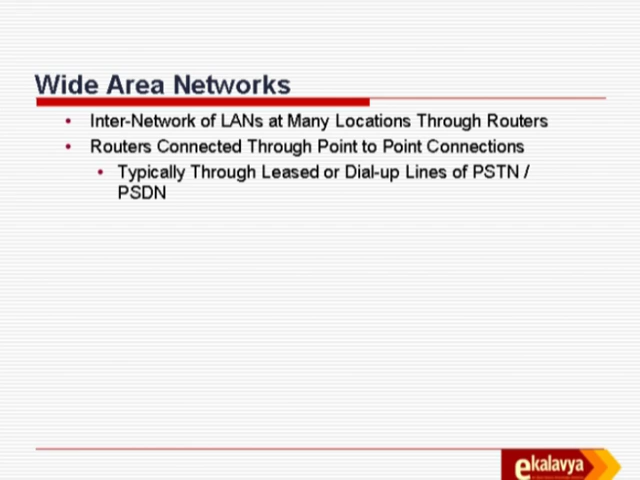 Wide Area Networks
• Inter-Network of LANs at Many Locations Through Routers
• Routers Connected Through Point to Point Connections
• Typically Through Leased or Dial-up Lines of PSTN /
PSDN
ekalavya